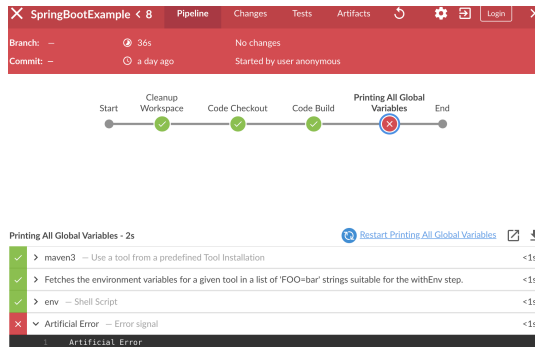 SpringBootExample < 8 Pipeline Changes Tests Artifacts Login
Branch: — 36s No changes
Commit: — a day ago Started by user anonymous
Start Cleanup Workspace Code Checkout Code Build Printing All Global Variables End
Printing All Global Variables - 2s Restart Printing All Global Variables
maven3 — Use a tool from a predefined Tool Installation <1s
Fetches the environment variables for a given tool in a list of 'FOO=bar' strings suitable for the withEnv step. <1s
env — Shell Script <1s
Artificial Error — Error signal <1s
1 Artificial Error